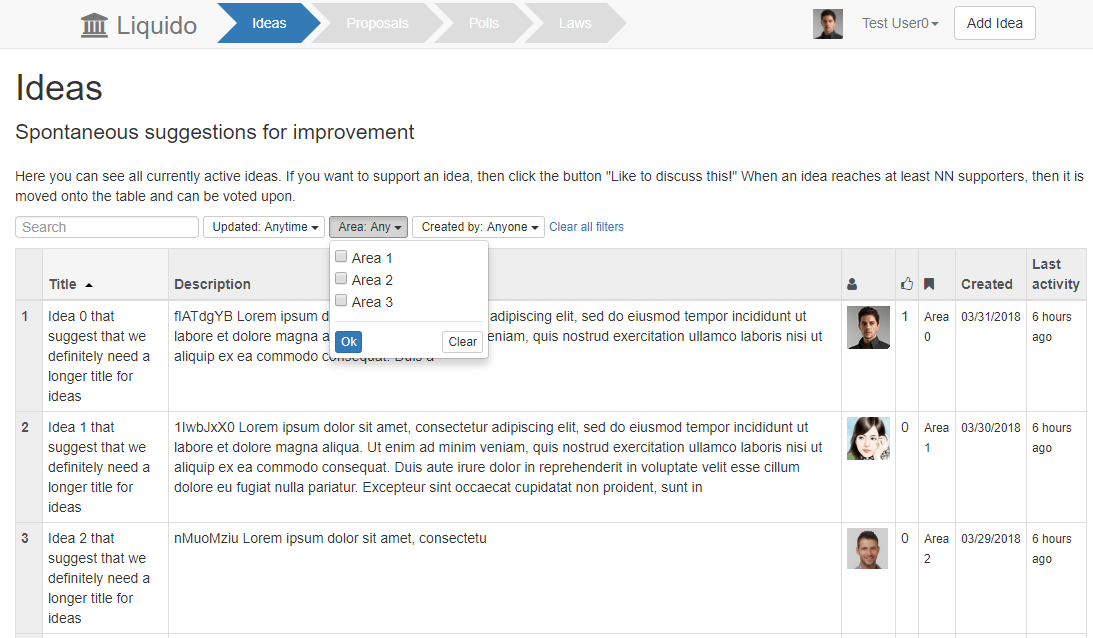 Liquido
Ideas
Proposals
Polls
Laws
Test User0
Add Idea
Ideas
Spontaneous suggestions for improvement
Here you can see all currently active ideas. If you want to support an idea, then click the button "Like to discuss this!" When an idea reaches at least NN supporters, then it is
moved onto the table and can be voted upon.
Search
Updated: Anytime
Area: Any
Created by: Anyone
Clear all filters
Area 1
Area 2
Area 3
Ok
Clear
Title
Description
Created
Last
activity
1
Idea 0 that
suggest that we
definitely need a
longer title for
ideas
fIATdgYB Lorem ipsum d adipiscing elit, sed do eiusmod tempor incididunt ut
labore et dolore magna a eniam, quis nostrud exercitation ullamco laboris nisi ut
aliquip ex ea commodo consequat. Duis a
1
Area
0
03/31/2018
6 hours
ago
2
Idea 1 that
suggest that we
definitely need a
longer title for
ideas
1IwbJxX0 Lorem ipsum dolor sit amet, consectetur adipiscing elit, sed do eiusmod tempor incididunt ut
labore et dolore magna aliqua. Ut enim ad minim veniam, quis nostrud exercitation ullamco laboris nisi ut
aliquip ex ea commodo consequat. Duis aute irure dolor in reprehenderit in voluptate velit esse cillum
dolore eu fugiat nulla pariatur. Excepteur sint occaecat cupidatat non proident, sunt in
0
Area
1
03/30/2018
6 hours
ago
3
Idea 2 that
suggest that we
definitely need a
longer title for
ideas
nMuoMziu Lorem ipsum dolor sit amet, consectetu
0
Area
2
03/29/2018
6 hours
ago